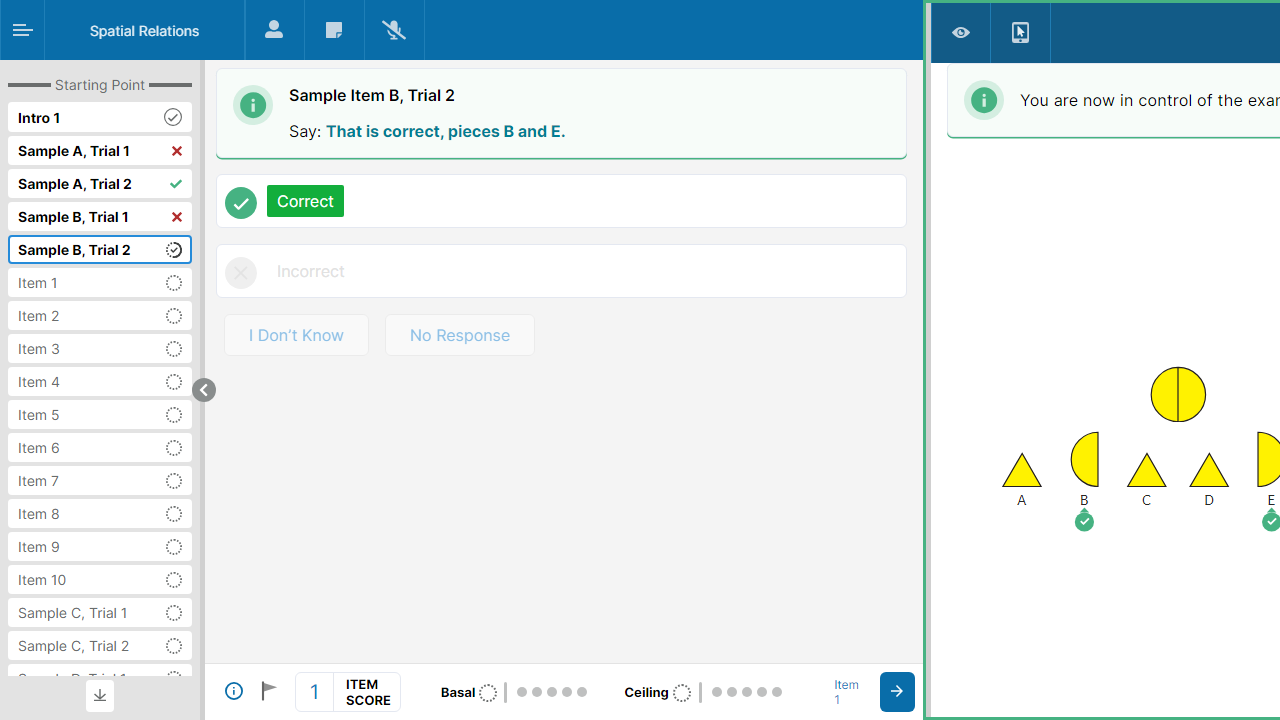 Spatial Relations
Starting Point
Intro 1
Sample A, Trial 1
Sample A, Trial 2
Sample B, Trial 1
Sample B, Trial 2
Item 1
Item 2
Item 3
Item 4
Item 5
Item 6
Item 7
Item 8
Item 9
Item 10
Sample C, Trial 1
Sample C, Trial 2
Sample Item B, Trial 2
Say: That is correct, pieces B and E.
Correct
Incorrect
I Don't Know
No Response
1
ITEM
SCORE
Basal
Ceiling
Item
1
You are now in control of the
A
B
C
D
E